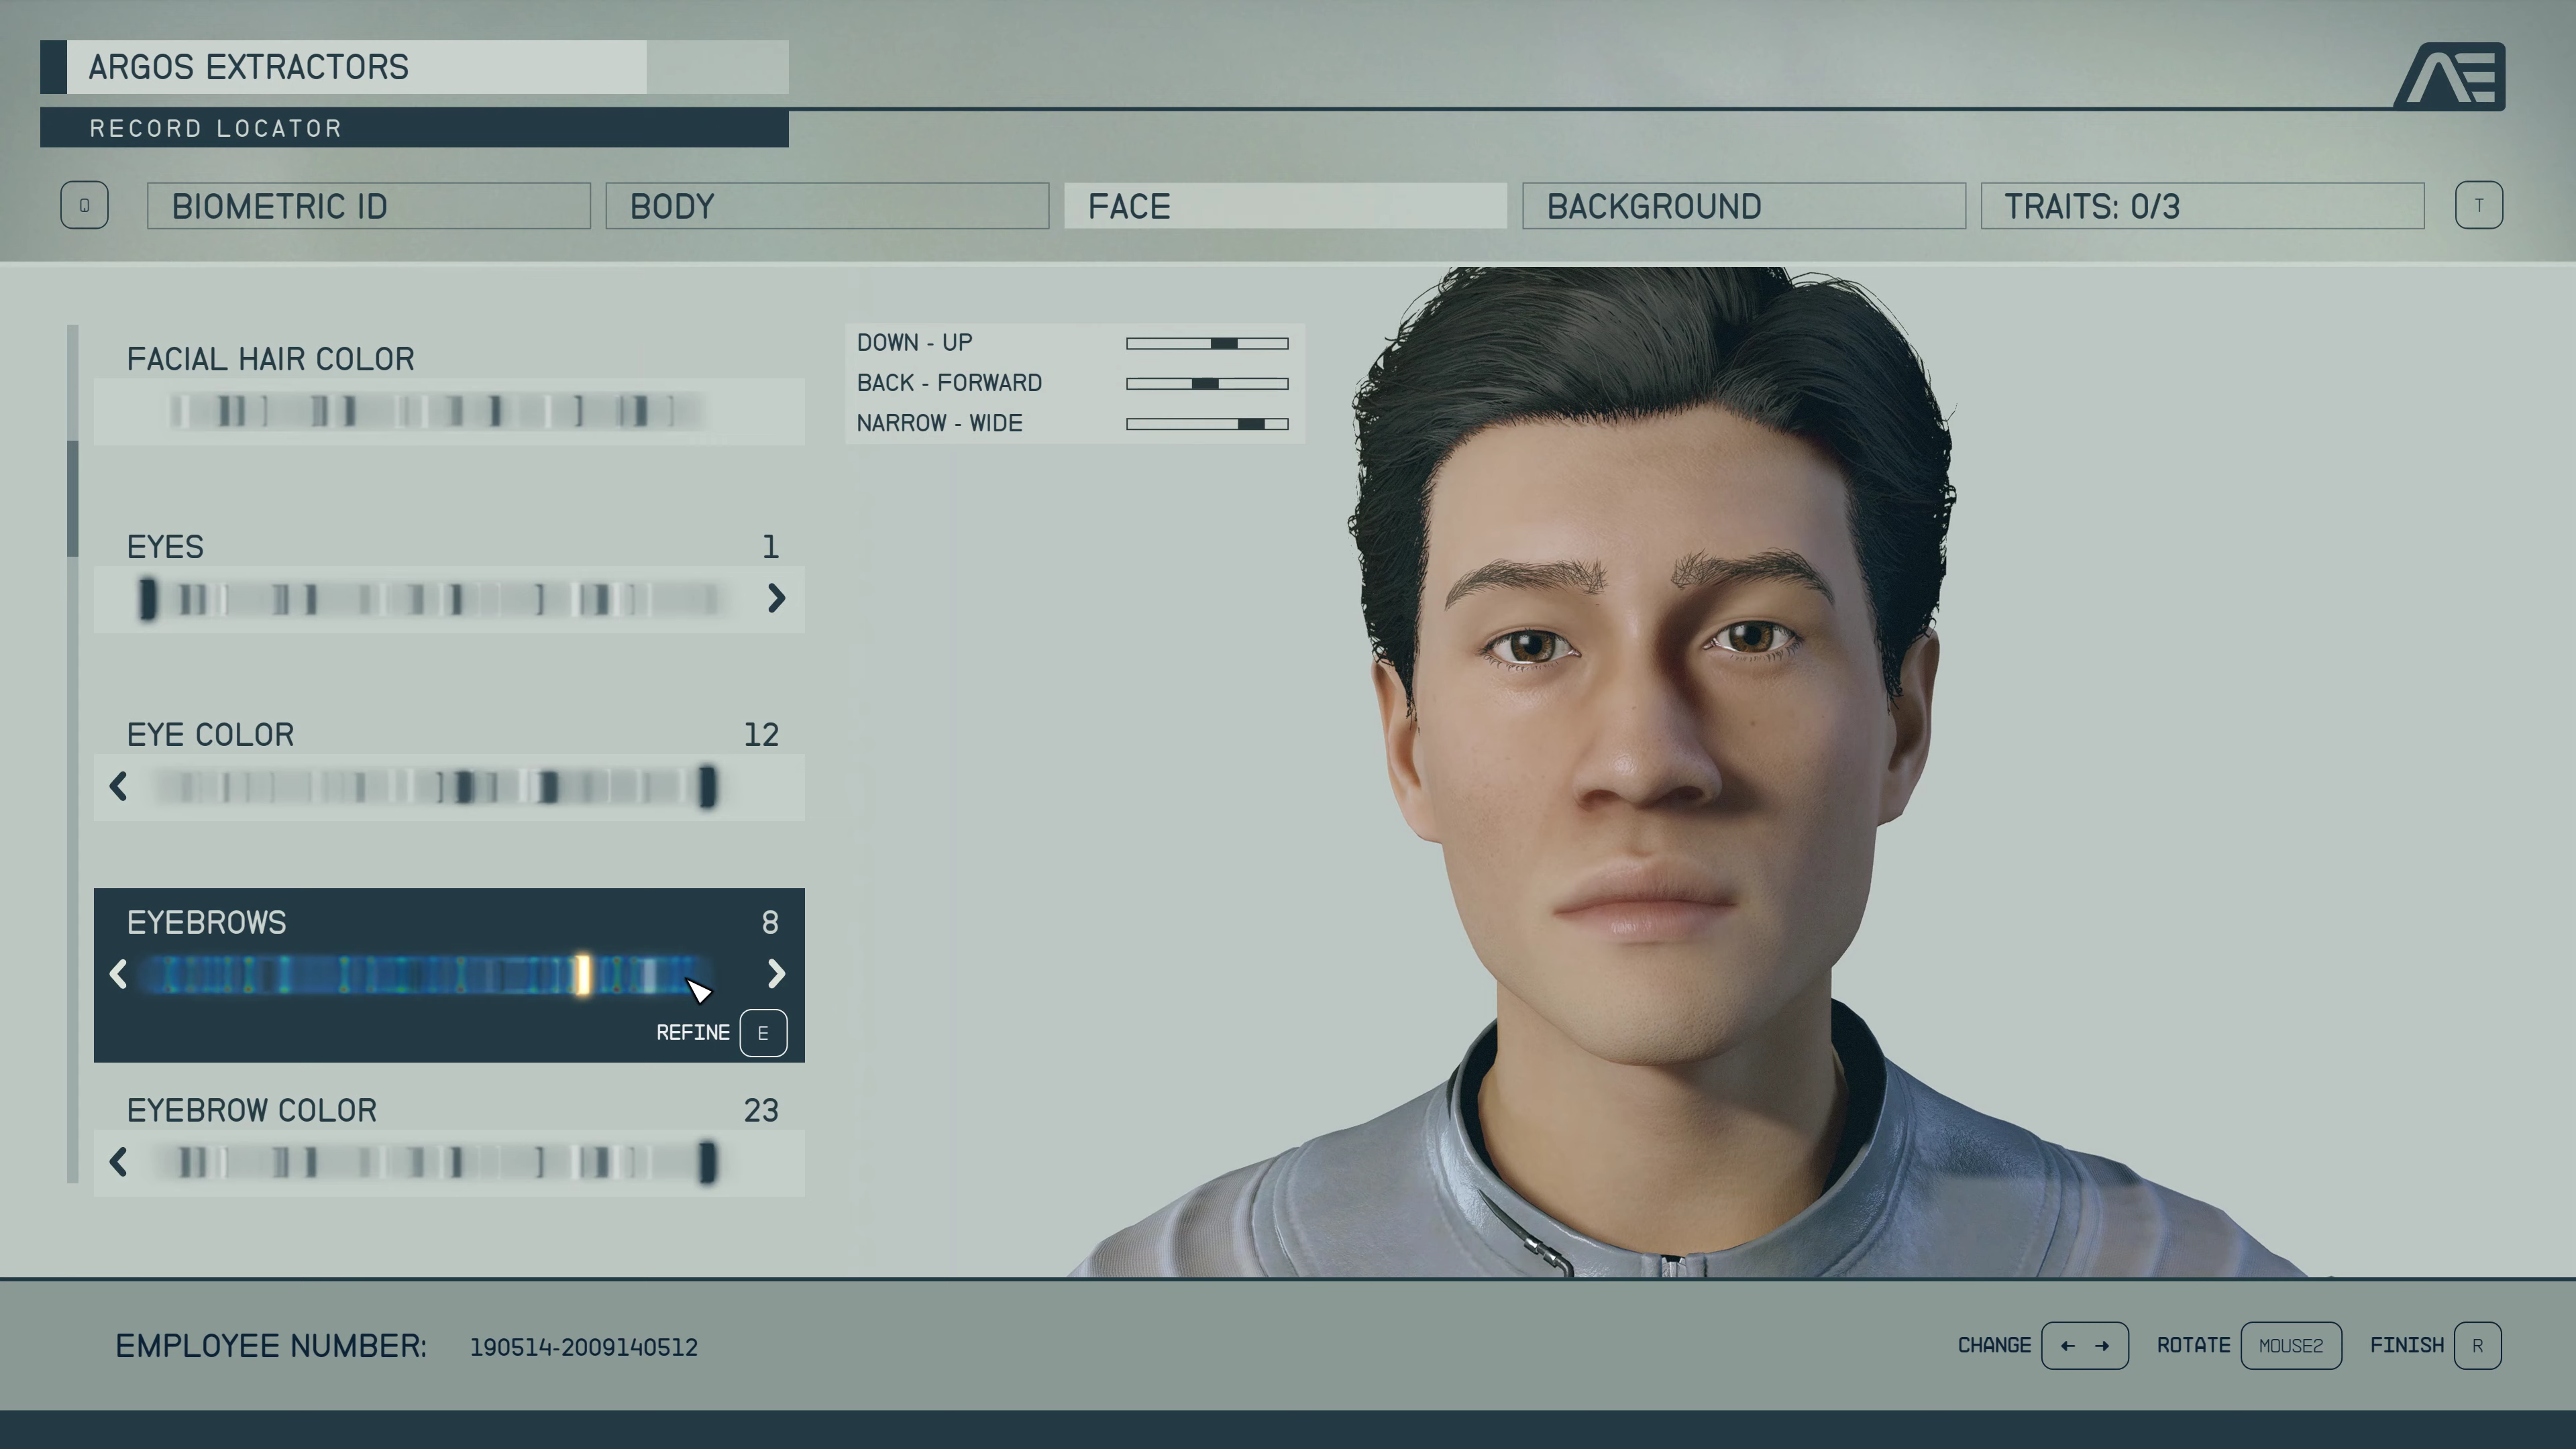 ARGOS EXTRACTORS
AE
RECORD LOCATOR
Q
BIOMETRIC ID
BODY
FACE
BACKGROUND
TRAITS: 0/3
T
FACIAL HAIR COLOR
DOWN - UP
BACK - FORWARD
NARROW - WIDE
EYES 1
EYE COLOR 12
EYEBROWS 8
REFINE E
EYEBROW COLOR 23
EMPLOYEE NUMBER: 190514-2009140512
CHANGE ← → ROTATE MOUSE2 FINISH R